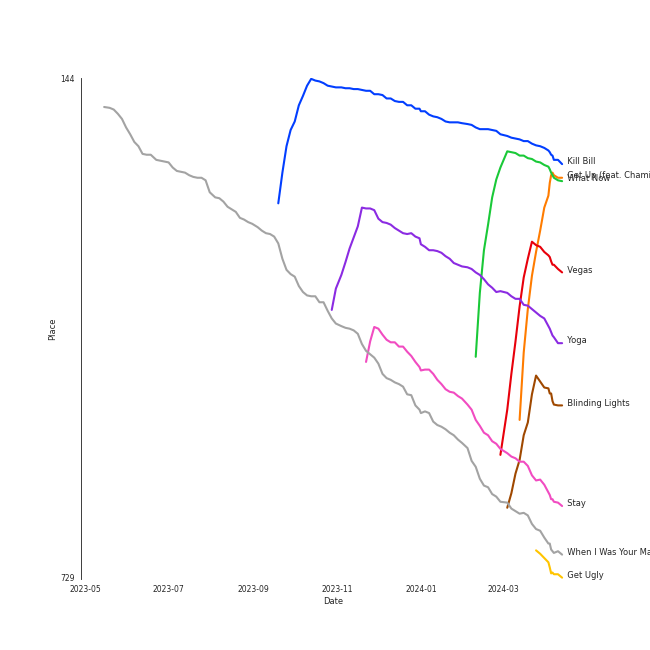 144
Kill Bill
Get Up (feat. Chami
What Now
Vegas
Place
Yoga
Blinding Lights
Stay
When I Was Your Ma
Get Ugly
729
2023-05 2023-07 2023-09 2023-11 2024-01 2024-03
Date